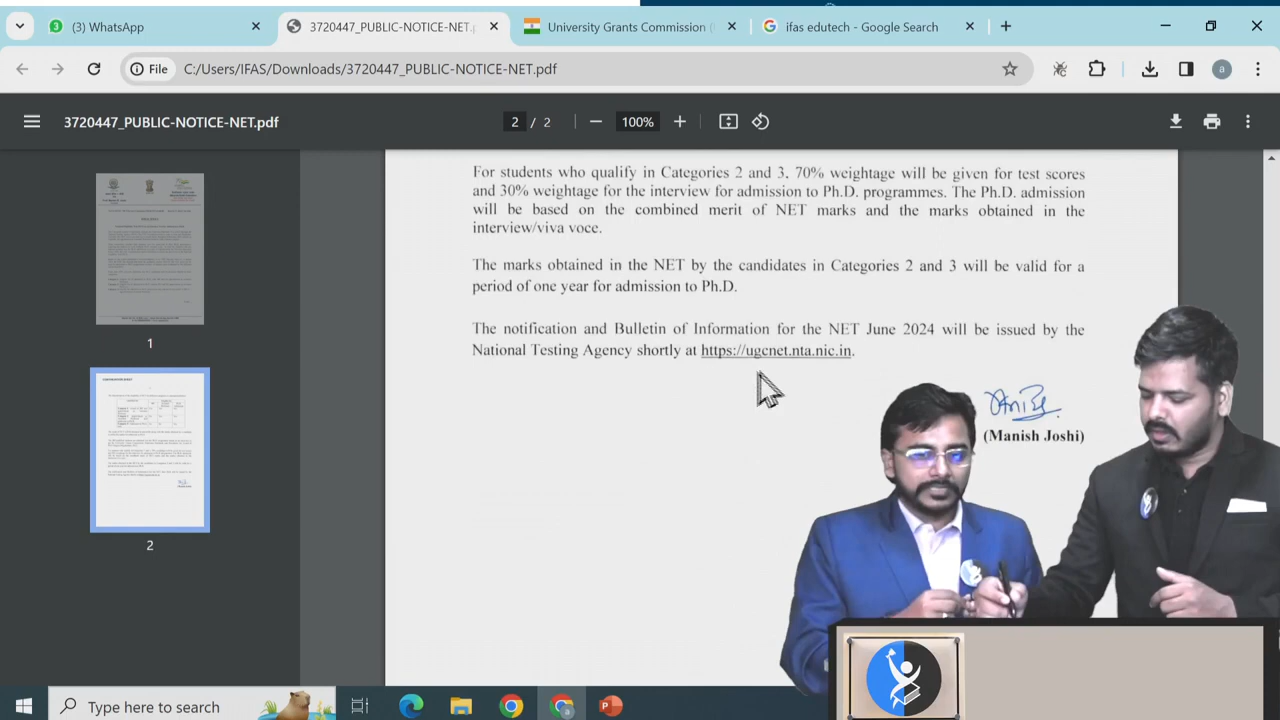 (3) WhatsApp
3720447_PUBLIC-NOTICE-NET.p
University Grants Commission (
ifas edutech - Google Search
File
C:/Users/IFAS/Downloads/3720447_PUBLIC-NOTICE-NET.pdf
a
3720447_PUBLIC-NOTICE-NET.pdf
2 / 2
100%
For students who qualify in Categories 2 and 3, 70% weightage will be given for test scores
and 30% weightage for the interview for admission to Ph.D. programmes. The Ph.D. admission
will be based on the combined merit of NET marks and the marks obtained in the
interview/viva voce.
The marks obtained in the NET by the candidates in Categories 2 and 3 will be valid for a
period of one year for admission to Ph.D.
The notification and Bulletin of Information for the NET June 2024 will be issued by the
National Testing Agency shortly at https://ugcnet.nta.nic.in.
(Manish Joshi)
1
2
Type here to search